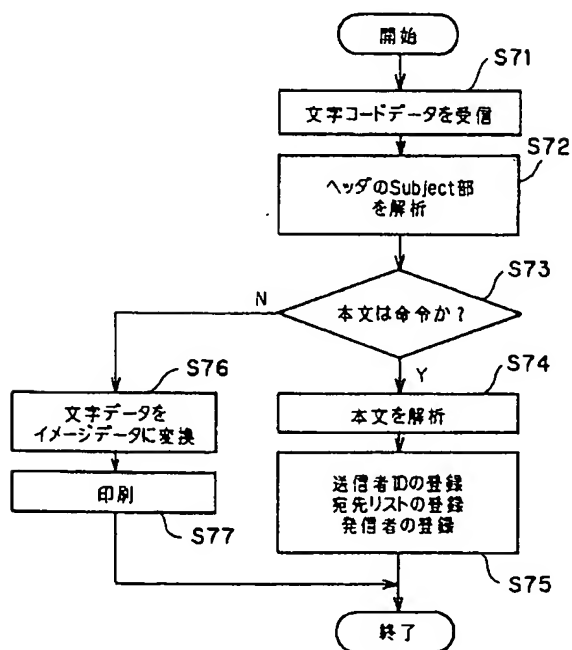 開始
S71
文字コードデータを受信
S72
ヘッダのSubject部
を解析
S73
本文は命令か?
N
Y
S74
本文を解析
S76
文字データを
イメージデータに変換
印刷
S77
送信者IDの登録
宛先リストの登録
発信者の登録
S75
終了